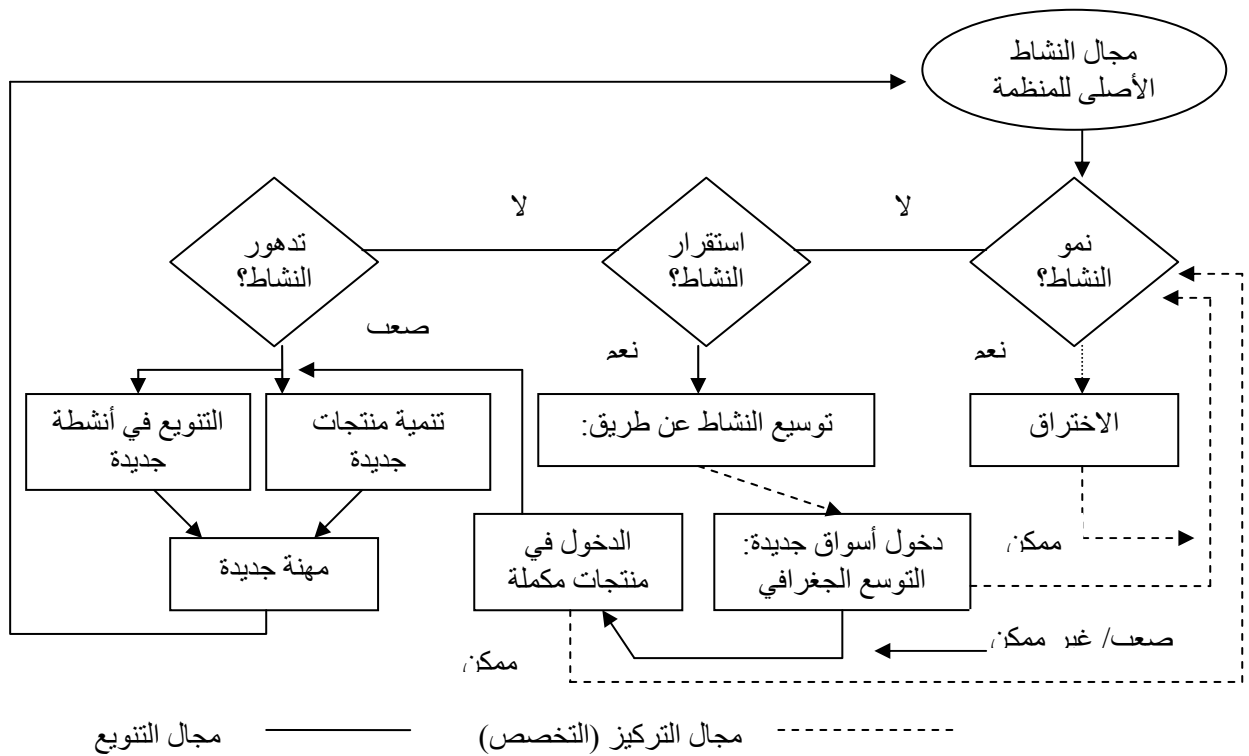 مجال النشاط
الأصلى للمنظمة
نمو
النشاط؟
لا
استقرار
النشاط؟
لا
تدهور
النشاط؟
نعم
نعم
صعب
الاختراق
توسيع النشاط عن طريق:
تنمية منتجات
جديدة
التنويع في أنشطة
جديدة
ممكن
دخول أسواق جديدة:
التوسع الجغرافي
الدخول في
منتجات مكملة
مهنة جديدة
صعب/ غير ممكن
ممكن
مجال التركيز (التخصص)
مجال التنويع